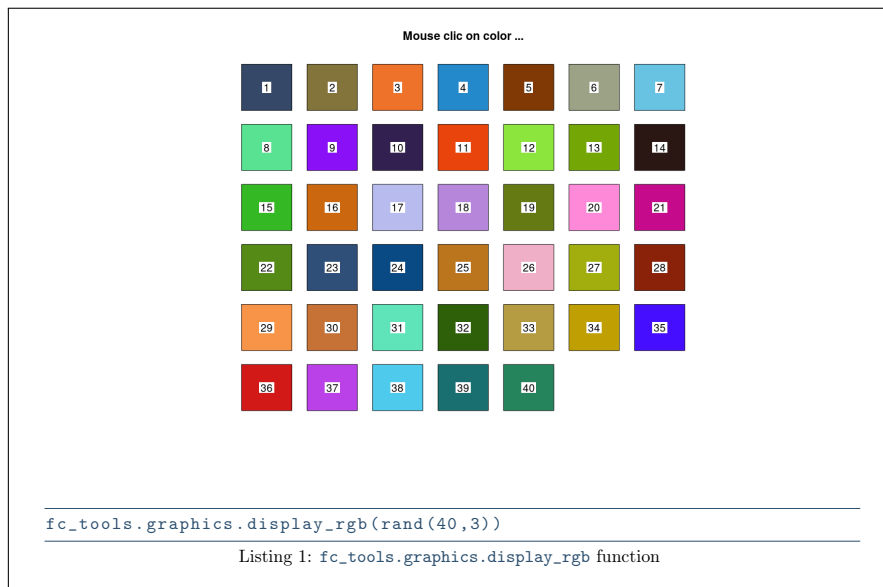 Mouse clic on color ...
1 2 3 4 5 6 7
8 9 10 11 12 13 14
15 16 17 18 19 20 21
22 23 24 25 26 27 28
29 30 31 32 33 34 35
36 37 38 39 40
fc_tools.graphics.display_rgb(rand(40,3))
Listing 1: fc_tools.graphics.display_rgb function